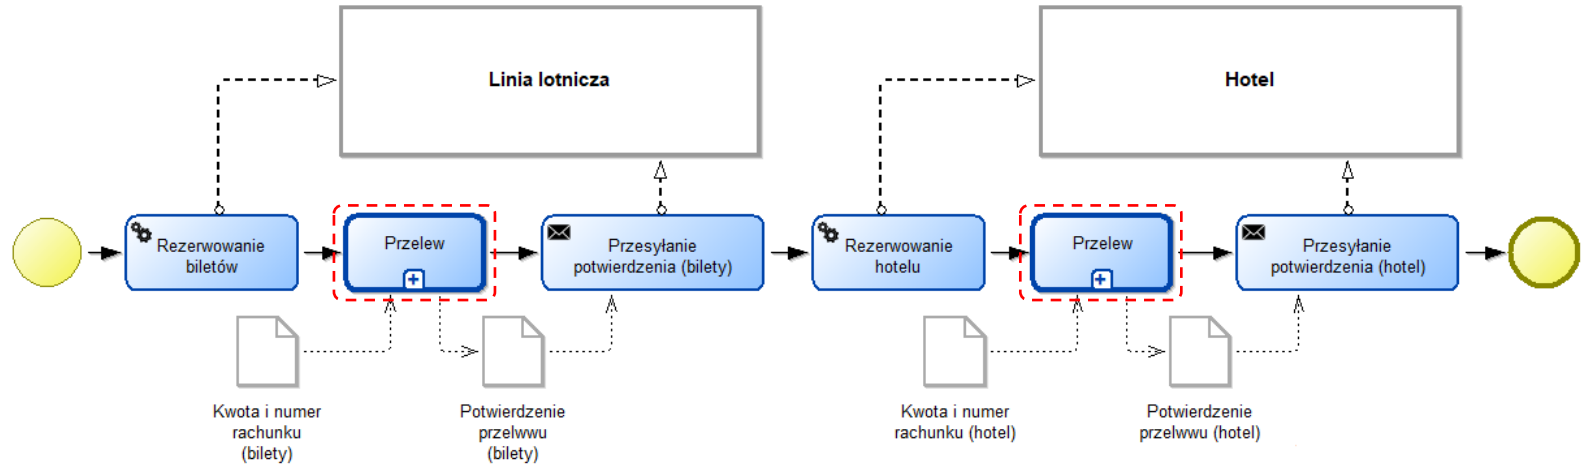 Linia lotnicza
Hotel
Rezerwowanie
biletów
Przelew
Przesyłanie
potwierdzenia (bilety)
Rezerwowanie
hotelu
Przelew
Przesyłanie
potwierdzenia (hotel)
Kwota i numer
rachunku
(bilety)
Potwierdzenie
przelwwu
(bilety)
Kwota i numer
rachunku (hotel)
Potwierdzenie
przelwwu (hotel)